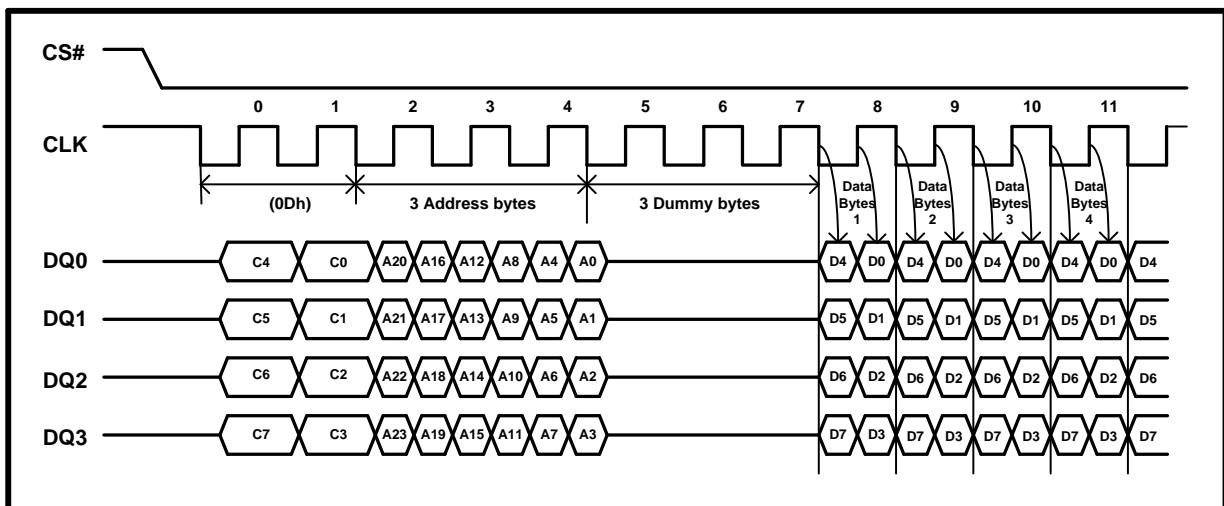 CS#
0 1 2 3 4 5 6 7 8 9 10 11
CLK
(0Dh) 3 Address bytes 3 Dummy bytes
Data Bytes 1
Data Bytes 2
Data Bytes 3
Data Bytes 4
DQ0 C4 C0 A20 A16 A12 A8 A4 A0 D4 D0 D4 D0 D4 D0 D4 D0 D4
DQ1 C5 C1 A21 A17 A13 A9 A5 A1 D5 D1 D5 D1 D5 D1 D5 D1 D5
DQ2 C6 C2 A22 A18 A14 A10 A6 A2 D6 D2 D6 D2 D6 D2 D6 D2 D6
DQ3 C7 C3 A23 A19 A15 A11 A7 A3 D7 D3 D7 D3 D7 D3 D7 D3 D7